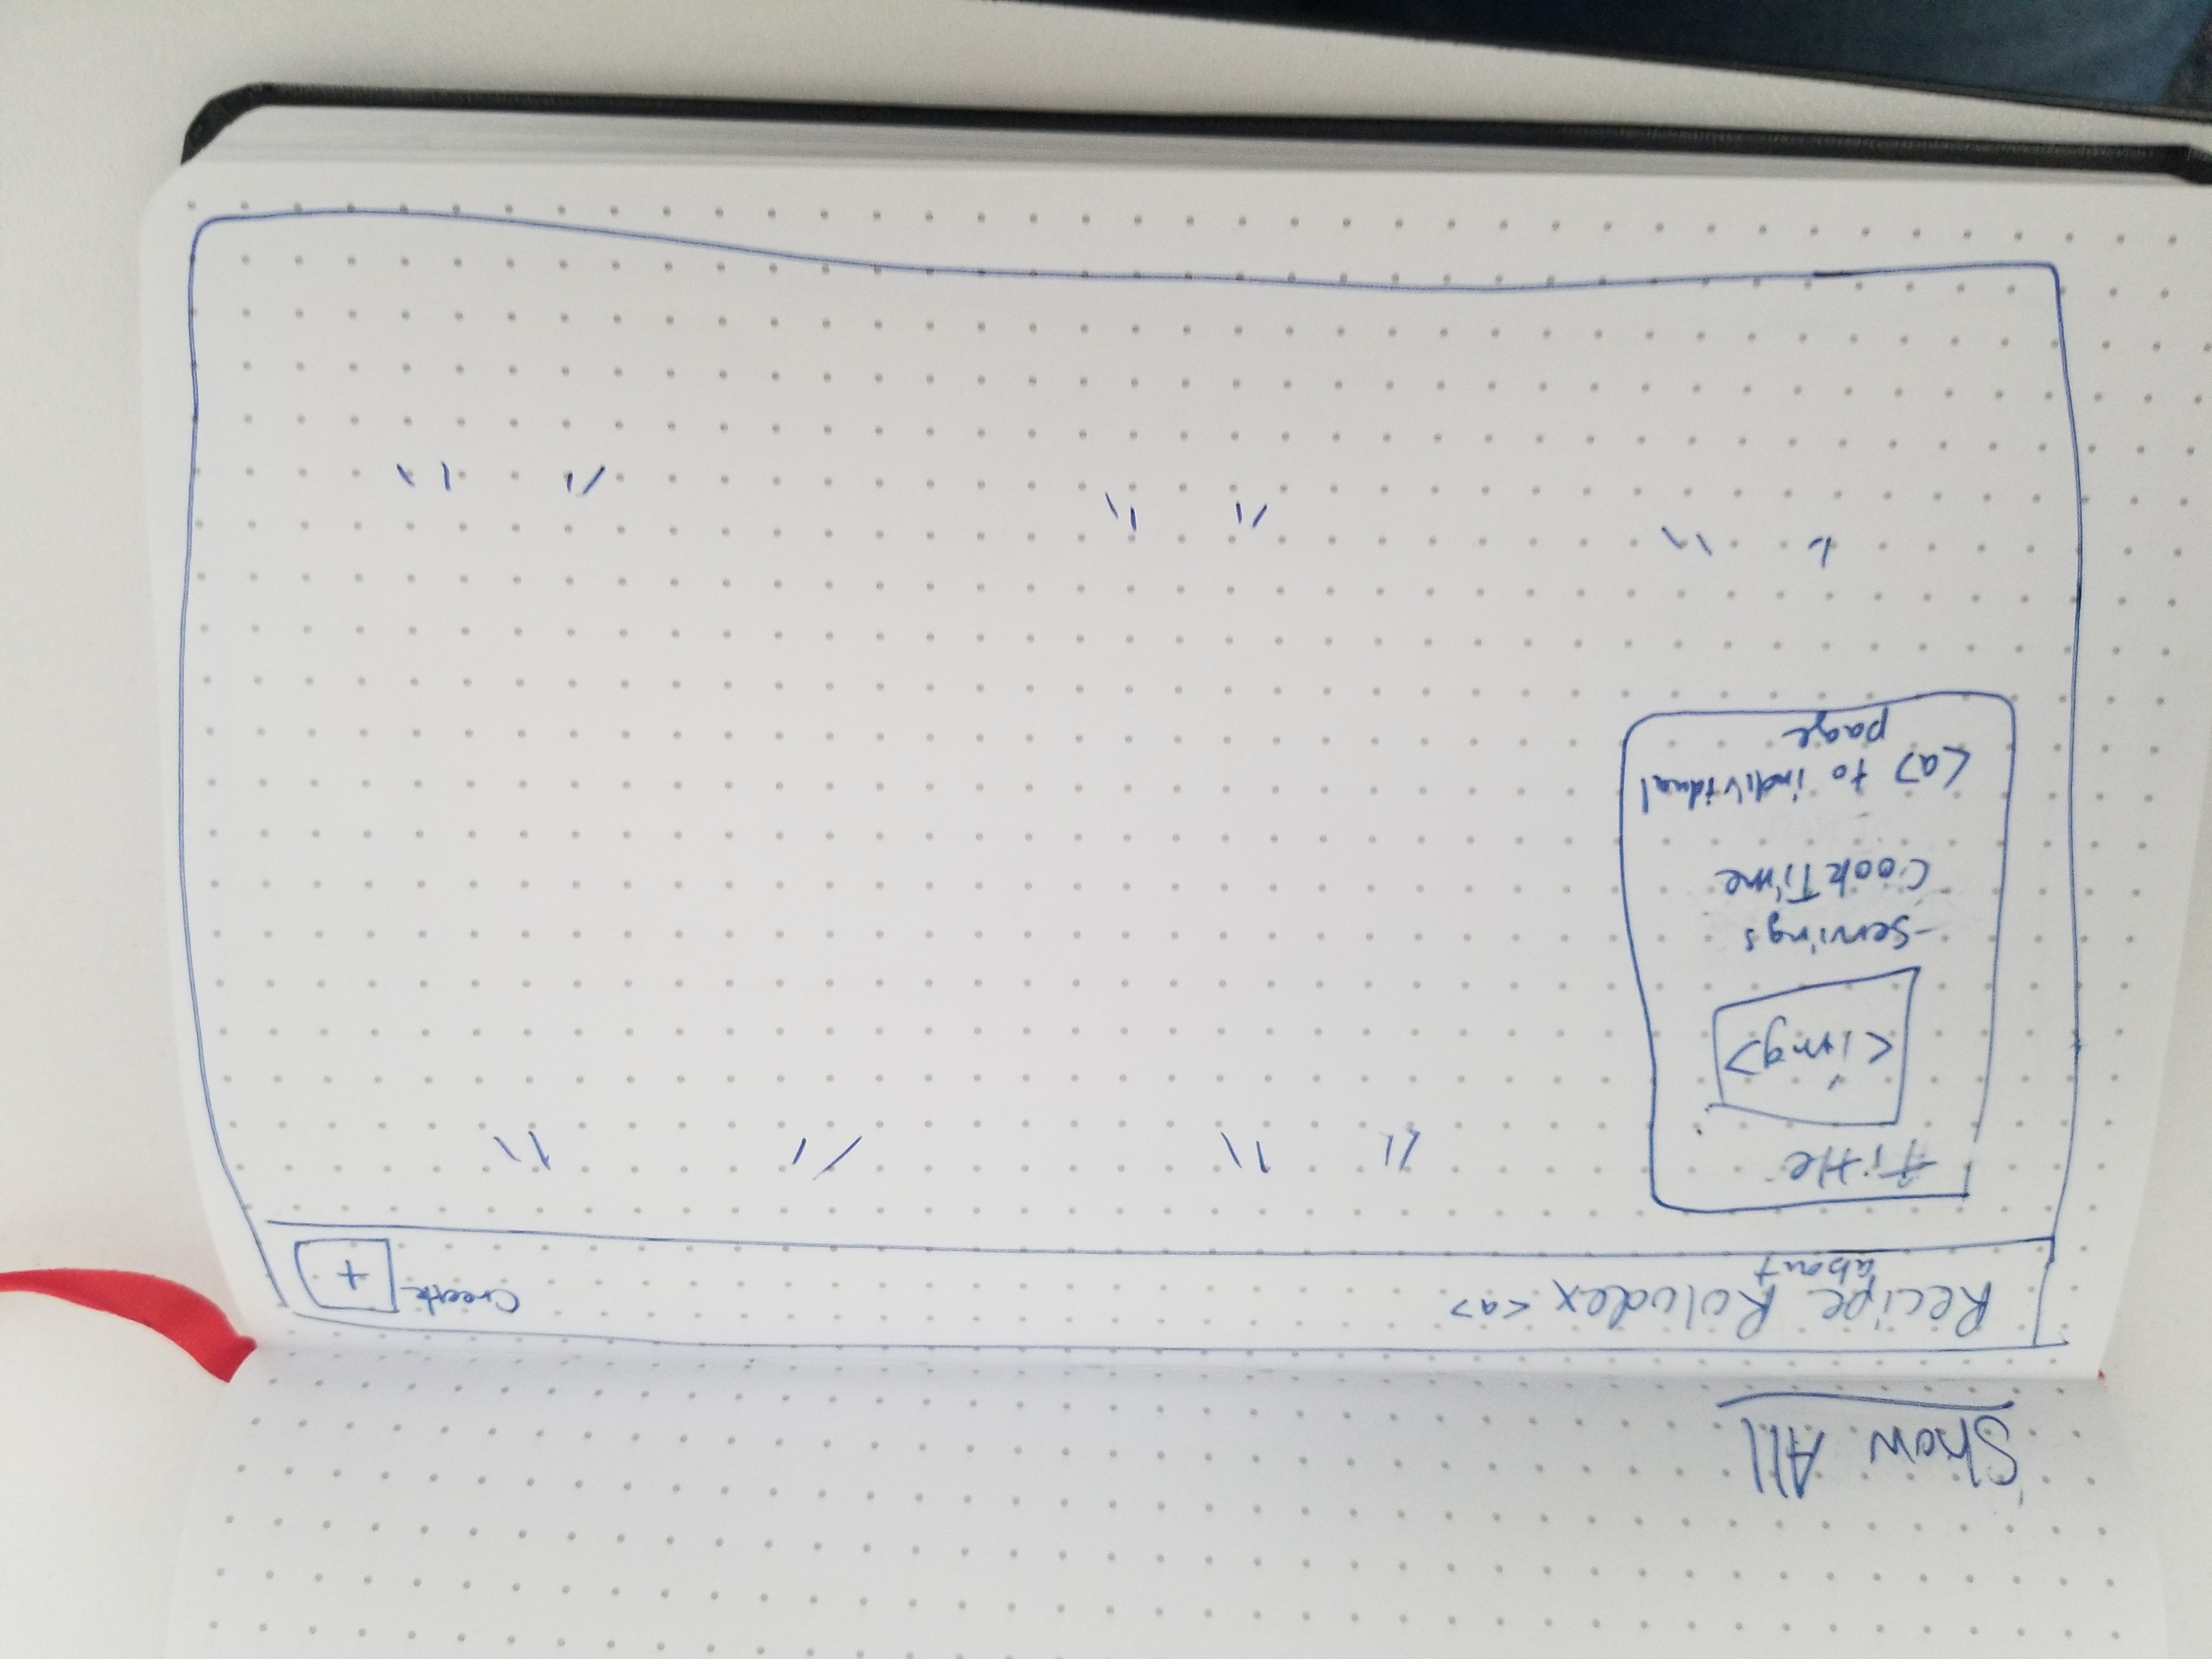 Show All
Recipe Rolodex <a>
about
Create +
title
<img>
-Servings
CookTime
<a> to individual
page
" "
" "
" "
" "
" "